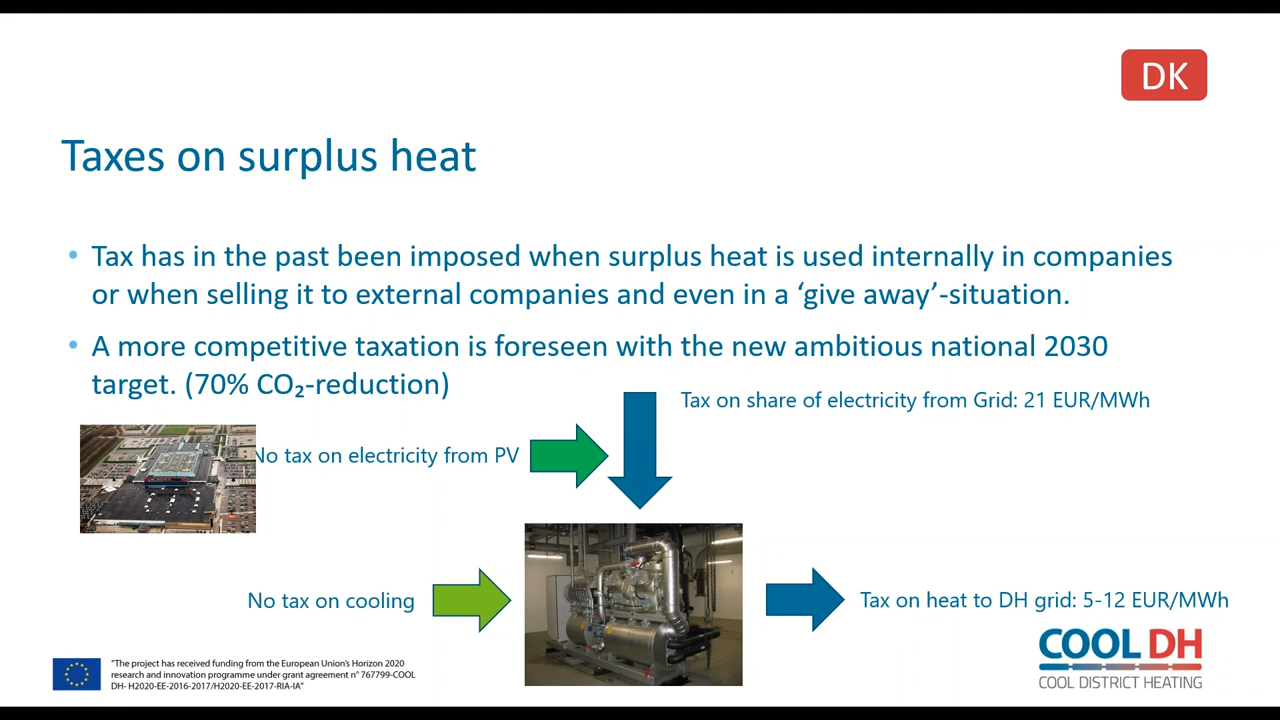 DK
Taxes on surplus heat
• Tax has in the past been imposed when surplus heat is used internally in companies
or when selling it to external companies and even in a ‘give away’-situation.
• A more competitive taxation is foreseen with the new ambitious national 2030
target. (70% CO₂-reduction)
Tax on share of electricity from Grid: 21 EUR/MWh
No tax on electricity from PV
No tax on cooling
Tax on heat to DH grid: 5-12 EUR/MWh
"The project has received funding from the European Union's Horizon 2020
research and innovation programme under grant agreement n° 767799-COOL
DH- H2020-EE-2016-2017/H2020-EE-2017-RIA-IA"
COOL DH
COOL DISTRICT HEATING